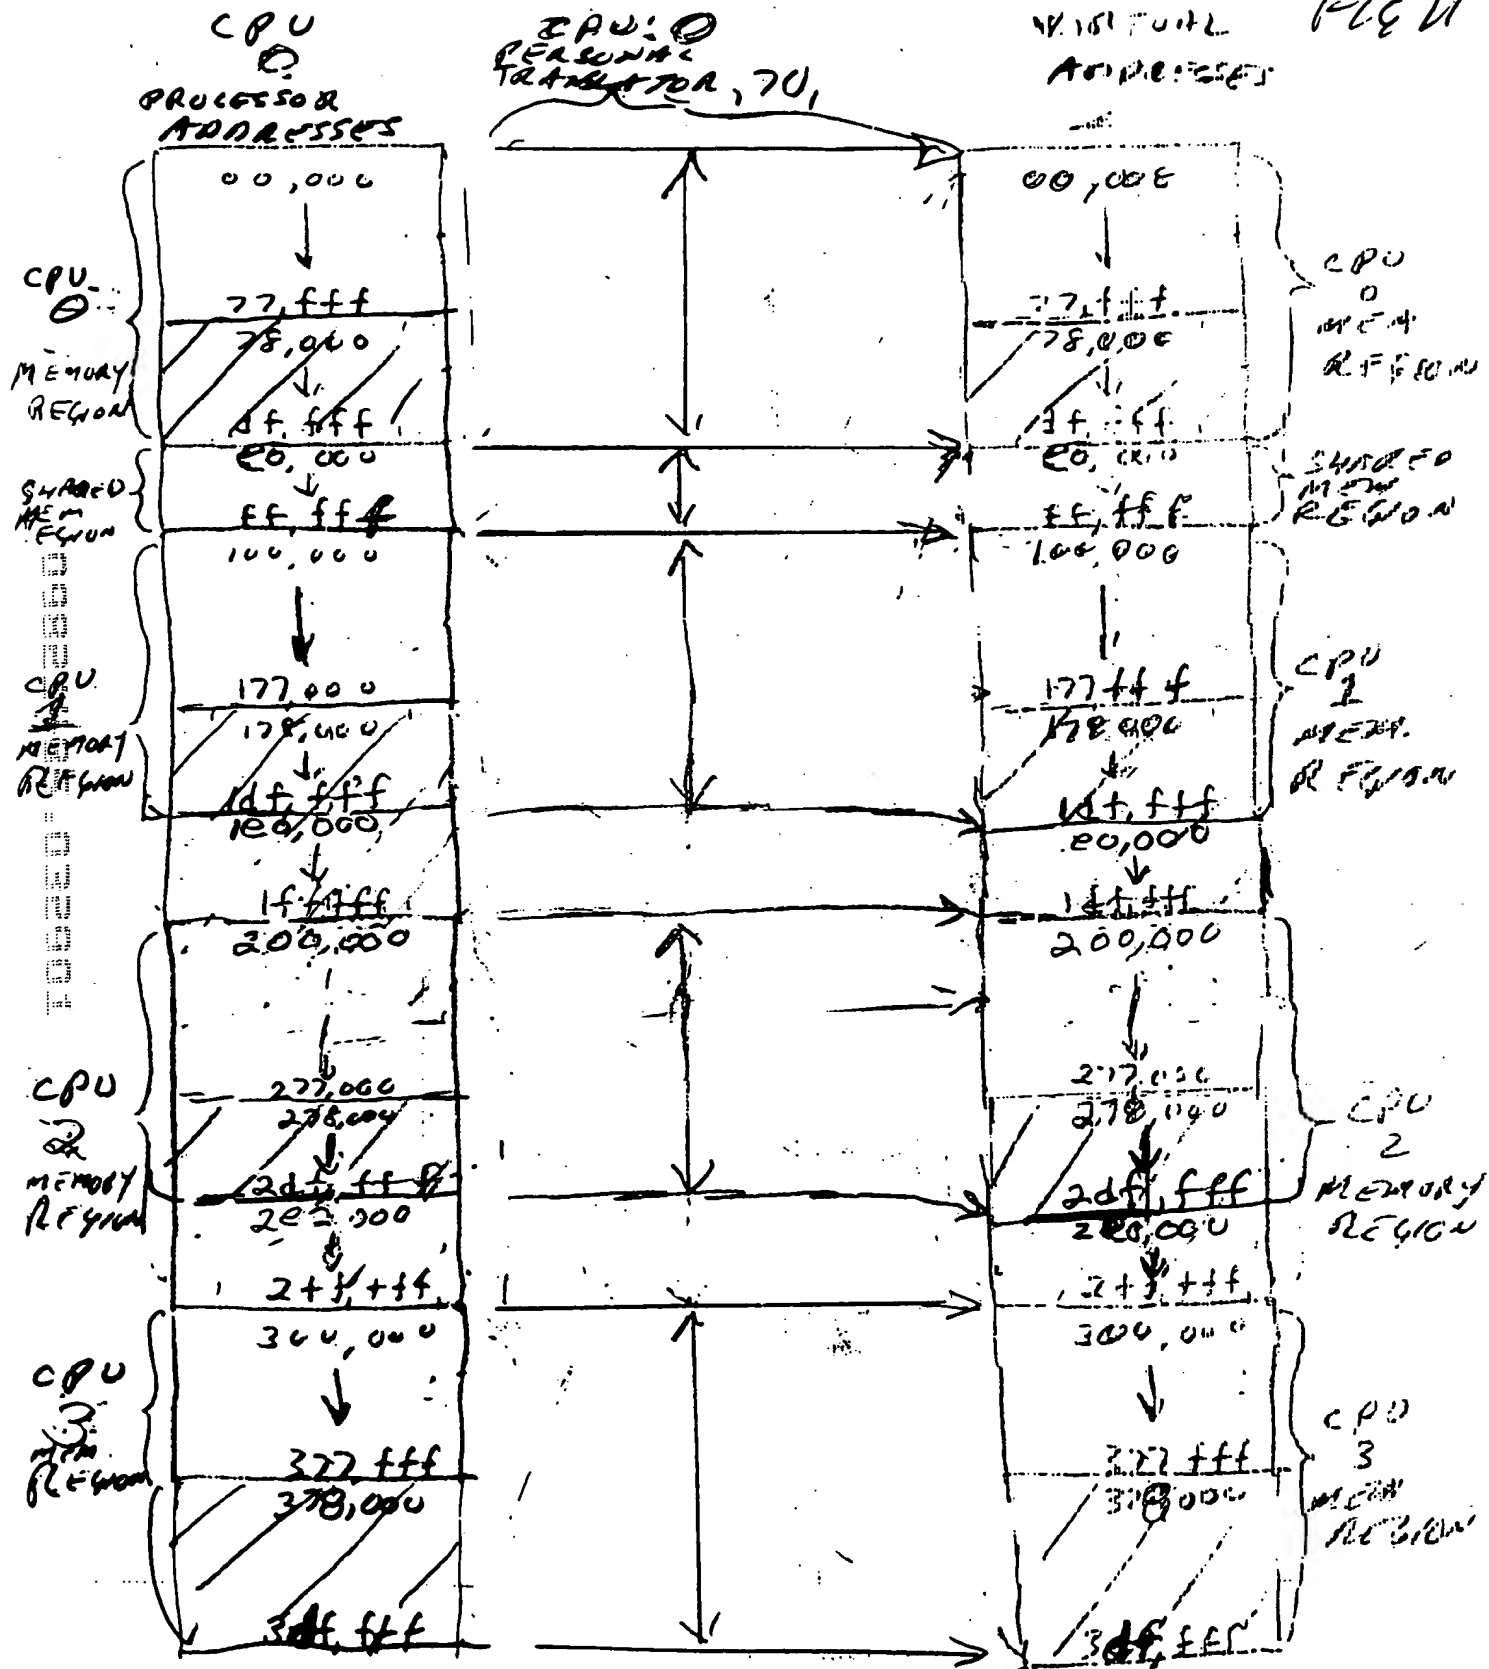 CPU
0
PROCESSOR
ADDRESSES
CPU: 0
PERSONAL
TRANSLATOR, 70,
VIRTUAL
ADDRESSES
00,000
↓
77,fff
78,000
↓
df,fff
e0,000
↓
ff,fff
100,000
↓
177,000
178,000
↓
1df,fff
1e0,000,
↓
1ff,fff
200,000
↓
277,000
278,000
↓
2df,fff
000
↓
2ff,fff
300,000
↓
377,fff
378,000
3df,fff
CPU
0
MEMORY
REGION
SHARED
MEM
REGION
CPU
1
MEMORY
REGION
CPU
2
MEMORY
REGION
CPU
3
MEM
REGION
00,000
↓
77,fff
78,000
↓
df,fff
e0,000
ff,fff
100,000
177fff
178,000
↓
1df,fff
e0,000
↓
1ff,fff
200,000
↓
277,000
278,000
↓
2df,fff
2e0,000
↓
2ff,fff
300,000
↓
377,fff
378,000
3df,fff
CPU
0
MEM
REGION
SHARED
MEM
REGION
CPU
1
MEM.
REGION
CPU
2
MEMORY
REGION
CPU
3
MEM
REGION